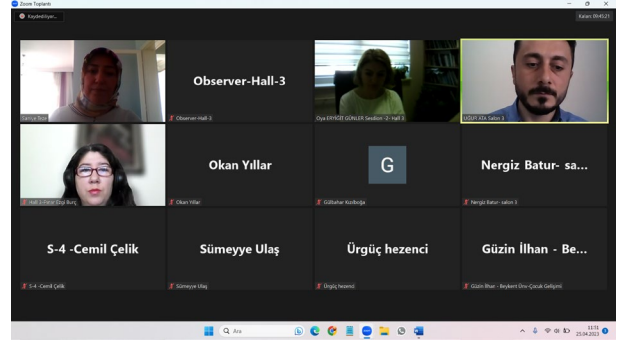 Zoom Toplantı
Kaydediliyor...
Kalan: 09:45:21
Observer-Hall-3
Observer-Hall-3
Oya ERYİĞİT GÜNLER Session -2- Hall 3
UĞUR ATA Salon 3
Okan Yıllar
G
Nergiz Batur- sa...
Okan Yıllar
Nergiz Batur- salon 3
S-4 -Cemil Çelik
Sümeyye Ulaş
Ürgüç hezenci
Güzin İlhan - Be...
S-4 -Cemil Çelik
Sümeyye Ulaş
Ürgüç hezenci
Güzin İlhan - Beykent Ünv-Çocuk Gelişimi
Ara
11:11
25.04.2023